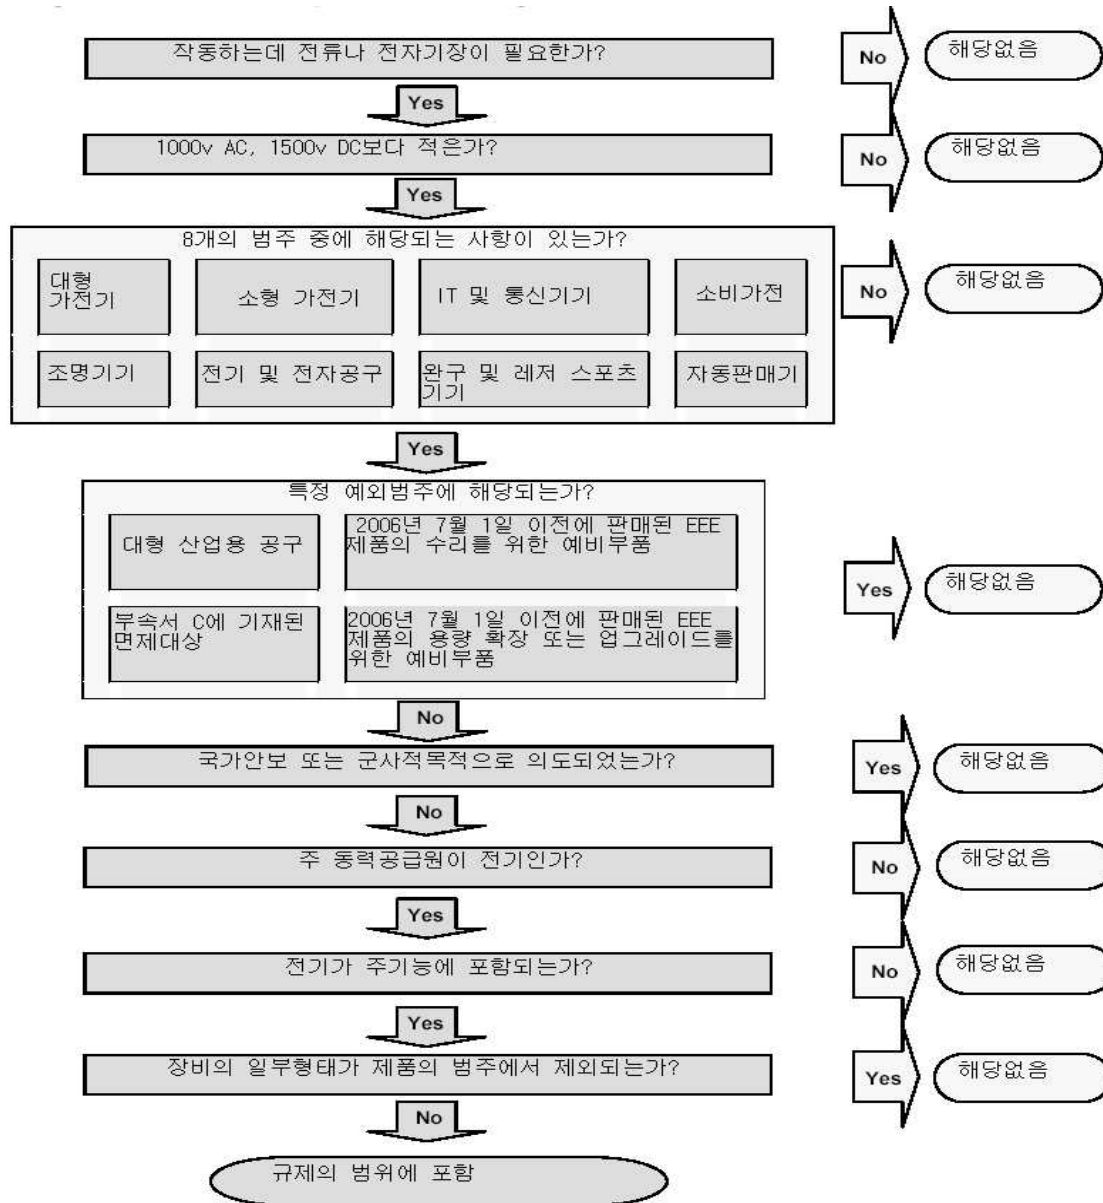 작동하는데 전류나 전자기장이 필요한가?
No
해당없음
Yes
1000v AC, 1500v DC보다 적은가?
No
해당없음
Yes
8개의 범주 중에 해당되는 사항이 있는가?
대형
가전기
소형 가전기
IT 및 통신기기
소비가전
No
해당없음
조명기기
전기 및 전자공구
완구 및 레저 스포츠
기기
자동판매기
Yes
특정 예외범주에 해당되는가?
대형 산업용 공구
2006년 7월 1일 이전에 판매된 EEE
제품의 수리를 위한 예비부품
Yes
해당없음
부속서 C에 기재된
면제대상
2006년 7월 1일 이전에 판매된 EEE
제품의 용량 확장 또는 업그레이드를
위한 예비부품
No
국가안보 또는 군사적목적으로 의도되었는가?
Yes
해당없음
No
주 동력공급원이 전기인가?
No
해당없음
Yes
전기가 주기능에 포함되는가?
No
해당없음
Yes
장비의 일부형태가 제품의 범주에서 제외되는가?
Yes
해당없음
No
규제의 범위에 포함